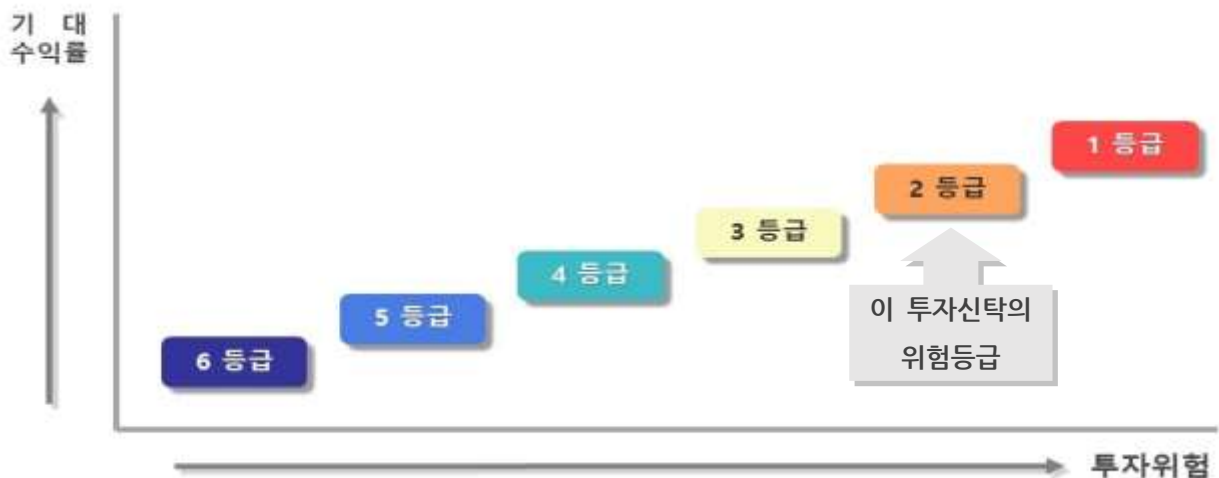 기 대
수익률
1 등급
2 등급
3 등급
4 등급
5 등급
6 등급
이 투자신탁의
위험등급
투자위험